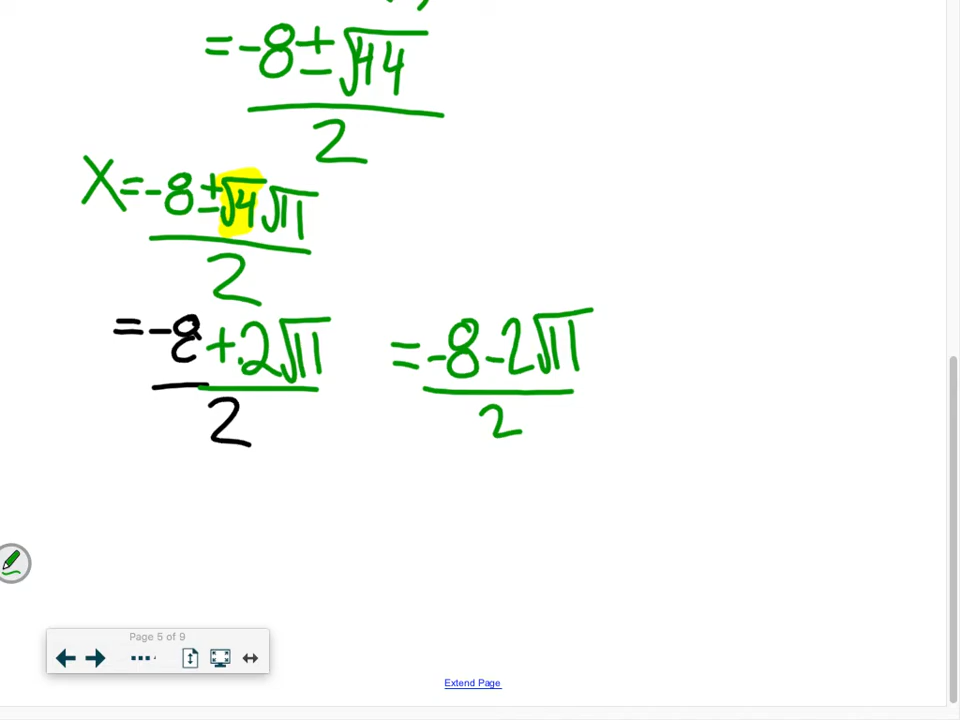 = -8 ± √44
2
X = -8 ± √4 √11
2
= -8 + 2√11 = -8 - 2√11
2 2
Page 5 of 9
Extend Page